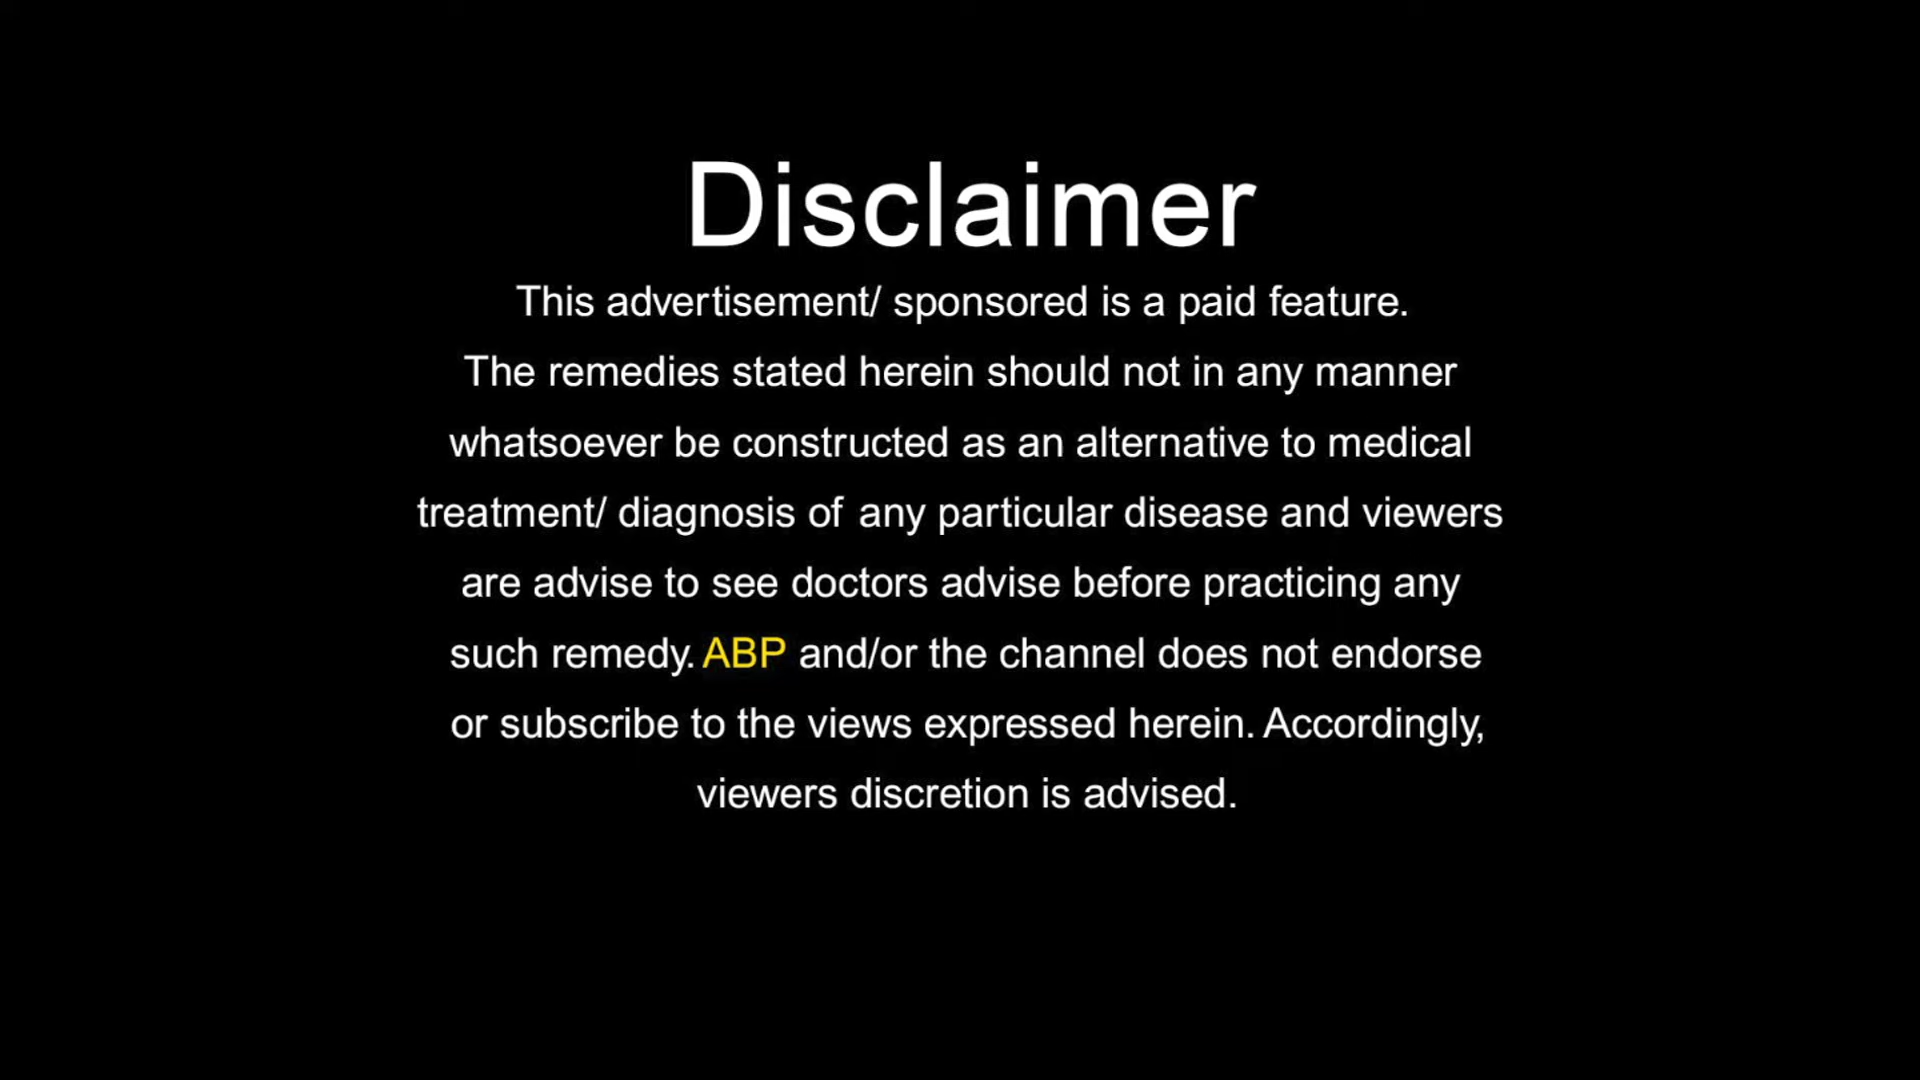 Disclaimer
This advertisement/ sponsored is a paid feature.
The remedies stated herein should not in any manner
whatsoever be constructed as an alternative to medical
treatment/ diagnosis of any particular disease and viewers
are advise to see doctors advise before practicing any
such remedy. ABP and/or the channel does not endorse
or subscribe to the views expressed herein. Accordingly,
viewers discretion is advised.